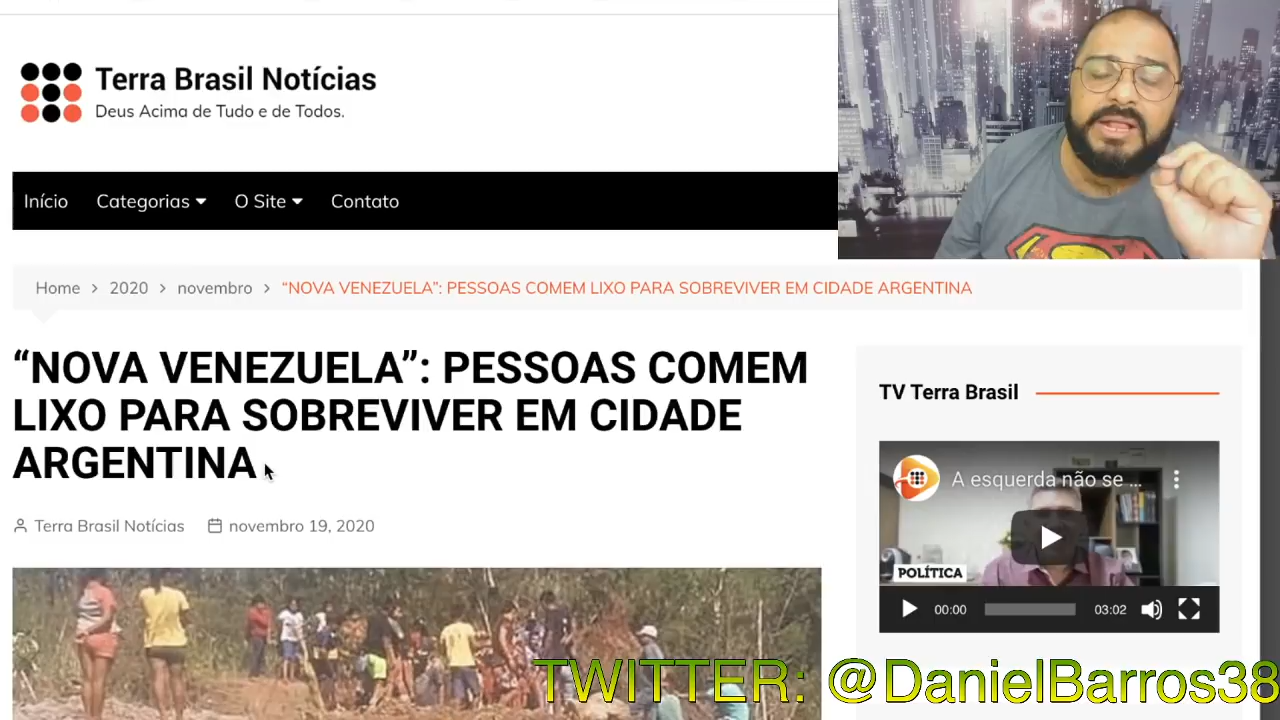 Terra Brasil Notícias
Deus Acima de Tudo e de Todos.
Início
Categorias
O Site
Contato
Home > 2020 > novembro > “NOVA VENEZUELA”: PESSOAS COMEM LIXO PARA SOBREVIVER EM CIDADE ARGENTINA
“NOVA VENEZUELA”: PESSOAS COMEM
LIXO PARA SOBREVIVER EM CIDADE
ARGENTINA
Terra Brasil Notícias
novembro 19, 2020
TV Terra Brasil
A esquerda não se ...
POLÍTICA
00:00
03:02
TWITTER: @DanielBarros38